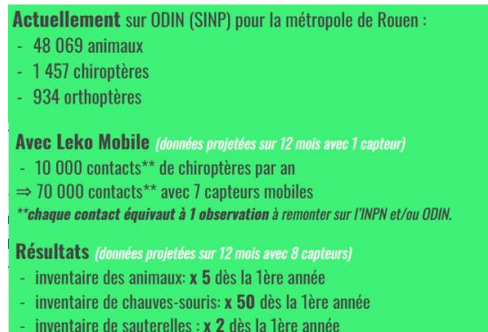 Actuellement sur ODIN (SINP) pour la métropole de Rouen :
- 48 069 animaux
- 1 457 chiroptères
- 934 orthoptères
Avec Leko Mobile (données projetées sur 12 mois avec 1 capteur)
- 10 000 contacts** de chiroptères par an
⇒ 70 000 contacts** avec 7 capteurs mobiles
**chaque contact équivaut à 1 observation à remonter sur l'INPN et/ou ODIN.
Résultats (données projetées sur 12 mois avec 8 capteurs)
- inventaire des animaux: x 5 dès la 1ère année
- inventaire de chauves-souris: x 50 dès la 1ère année
- inventaire de sauterelles : x 2 dès la 1ère année